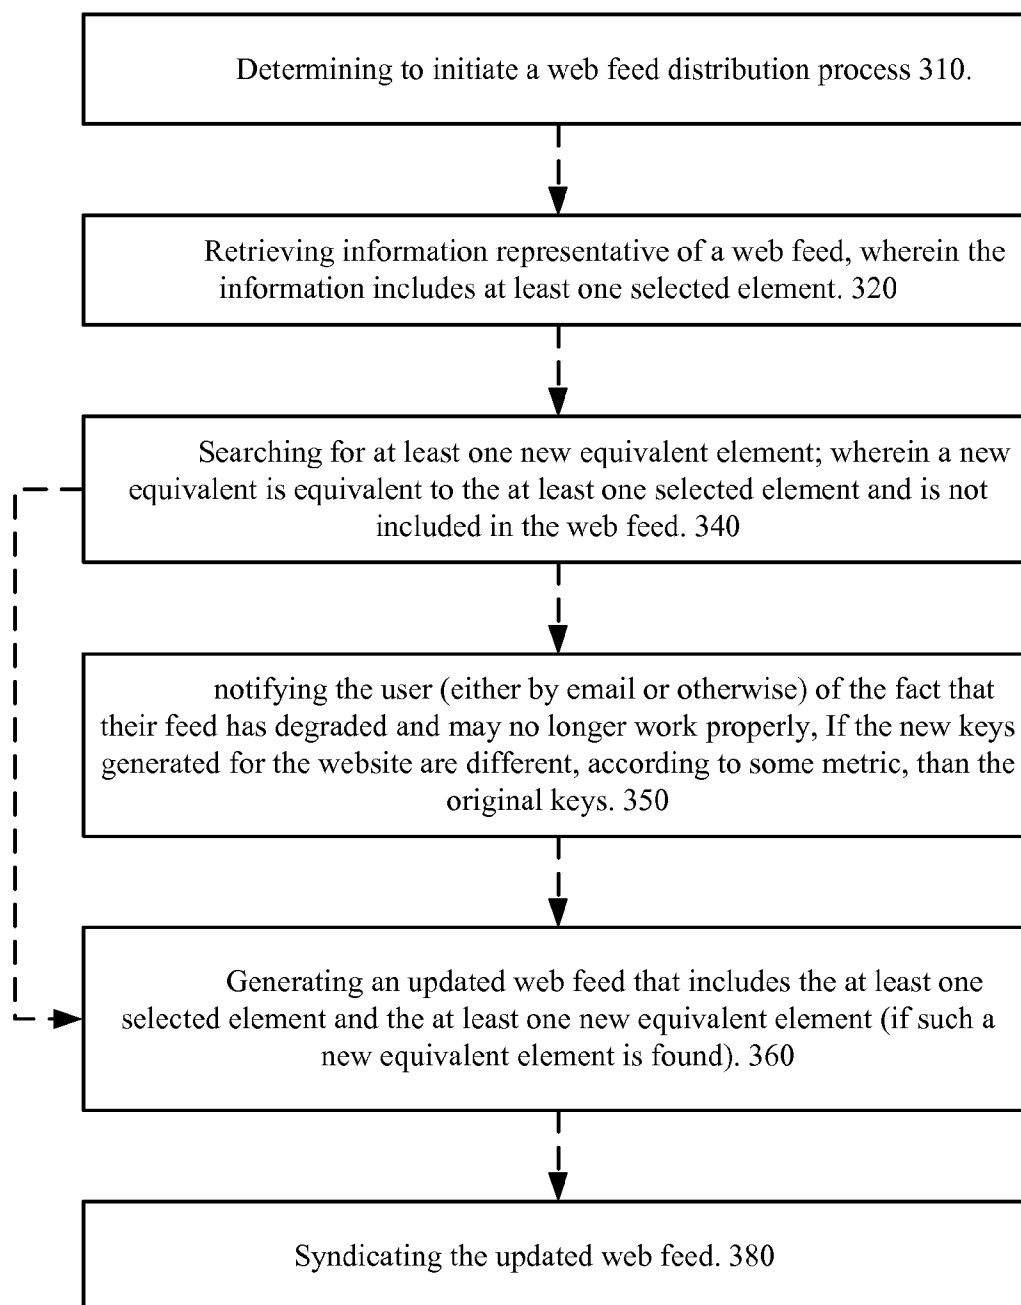 Determining to initiate a web feed distribution process 310.
Retrieving information representative of a web feed, wherein the
information includes at least one selected element. 320
Searching for at least one new equivalent element; wherein a new
equivalent is equivalent to the at least one selected element and is not
included in the web feed. 340
notifying the user (either by email or otherwise) of the fact that
their feed has degraded and may no longer work properly, If the new keys
generated for the website are different, according to some metric, than the
original keys. 350
Generating an updated web feed that includes the at least one
selected element and the at least one new equivalent element (if such a
new equivalent element is found). 360
Syndicating the updated web feed. 380